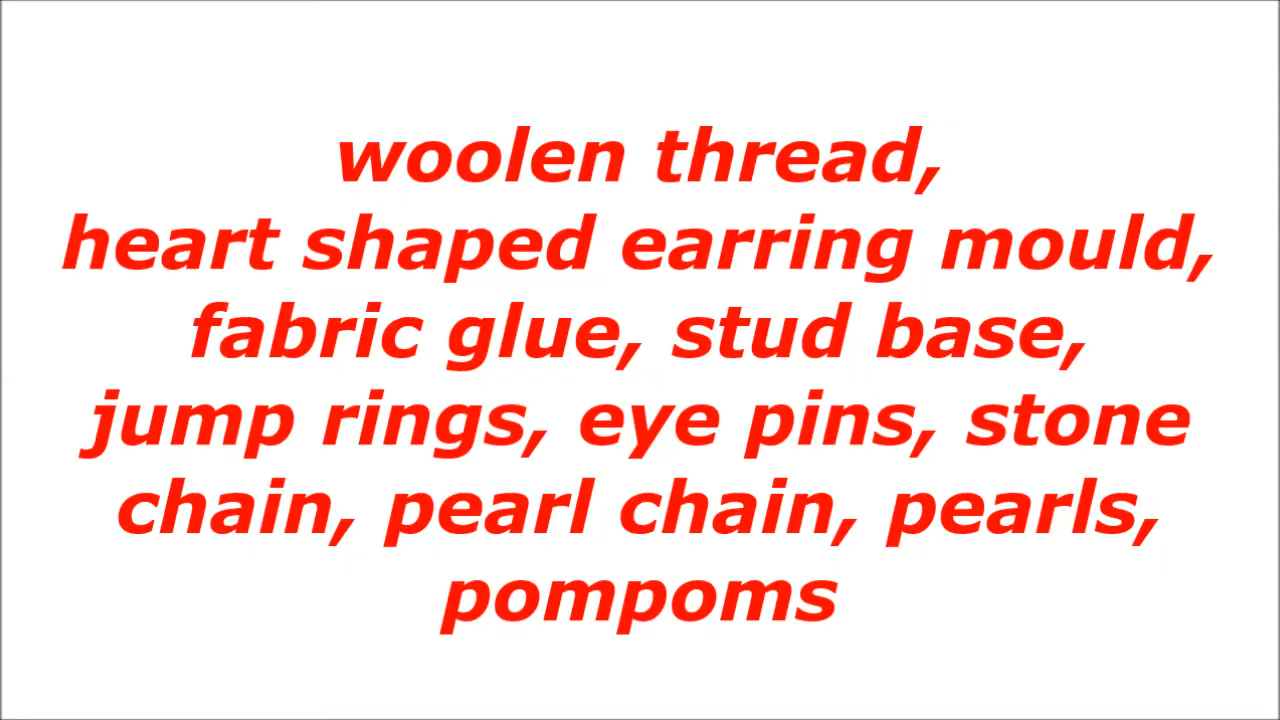 woolen thread,
heart shaped earring mould,
fabric glue, stud base,
jump rings, eye pins, stone
chain, pearl chain, pearls,
pompoms